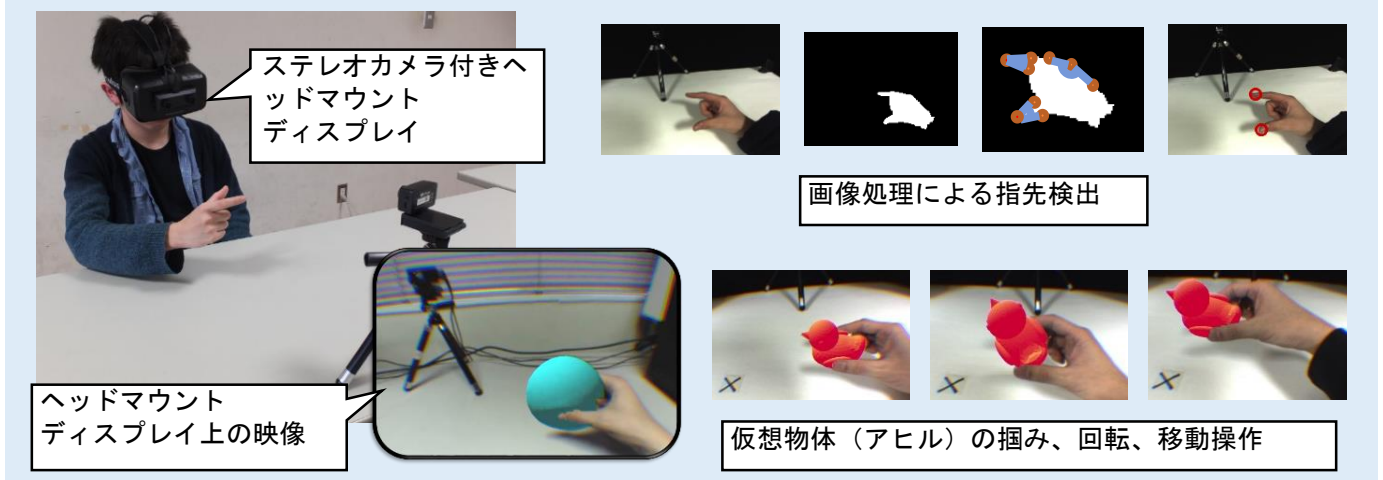 ステレオカメラ付きヘ
ッドマウント
ディスプレイ
画像処理による指先検出
ヘッドマウント
ディスプレイ上の映像
仮想物体（アヒル）の掴み、回転、移動操作